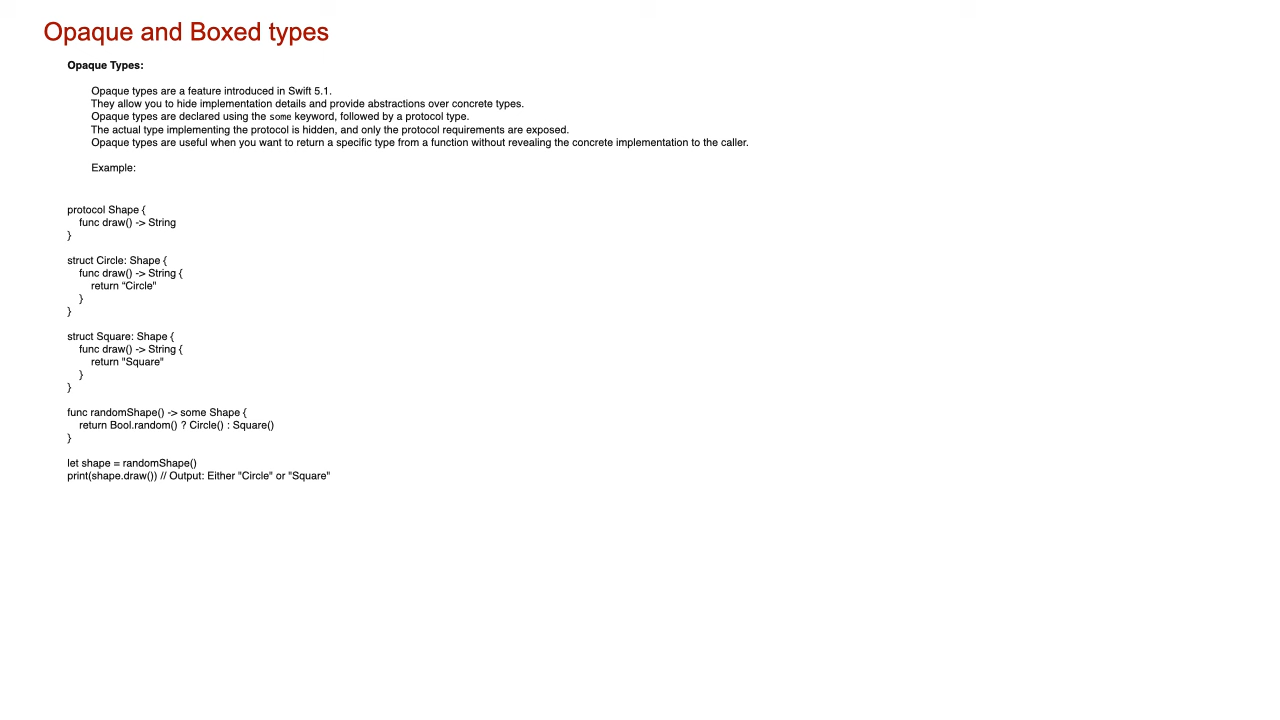 Opaque and Boxed types
Opaque Types:
Opaque types are a feature introduced in Swift 5.1.
They allow you to hide implementation details and provide abstractions over concrete types.
Opaque types are declared using the some keyword, followed by a protocol type.
The actual type implementing the protocol is hidden, and only the protocol requirements are exposed.
Opaque types are useful when you want to return a specific type from a function without revealing the concrete implementation to the caller.
Example:
protocol Shape {
    func draw() -> String
}
struct Circle: Shape {
    func draw() -> String {
        return “Circle"
    }
}
struct Square: Shape {
    func draw() -> String {
        return "Square"
    }
}
func randomShape() -> some Shape {
    return Bool.random() ? Circle() : Square()
}
let shape = randomShape()
print(shape.draw()) // Output: Either "Circle" or "Square"